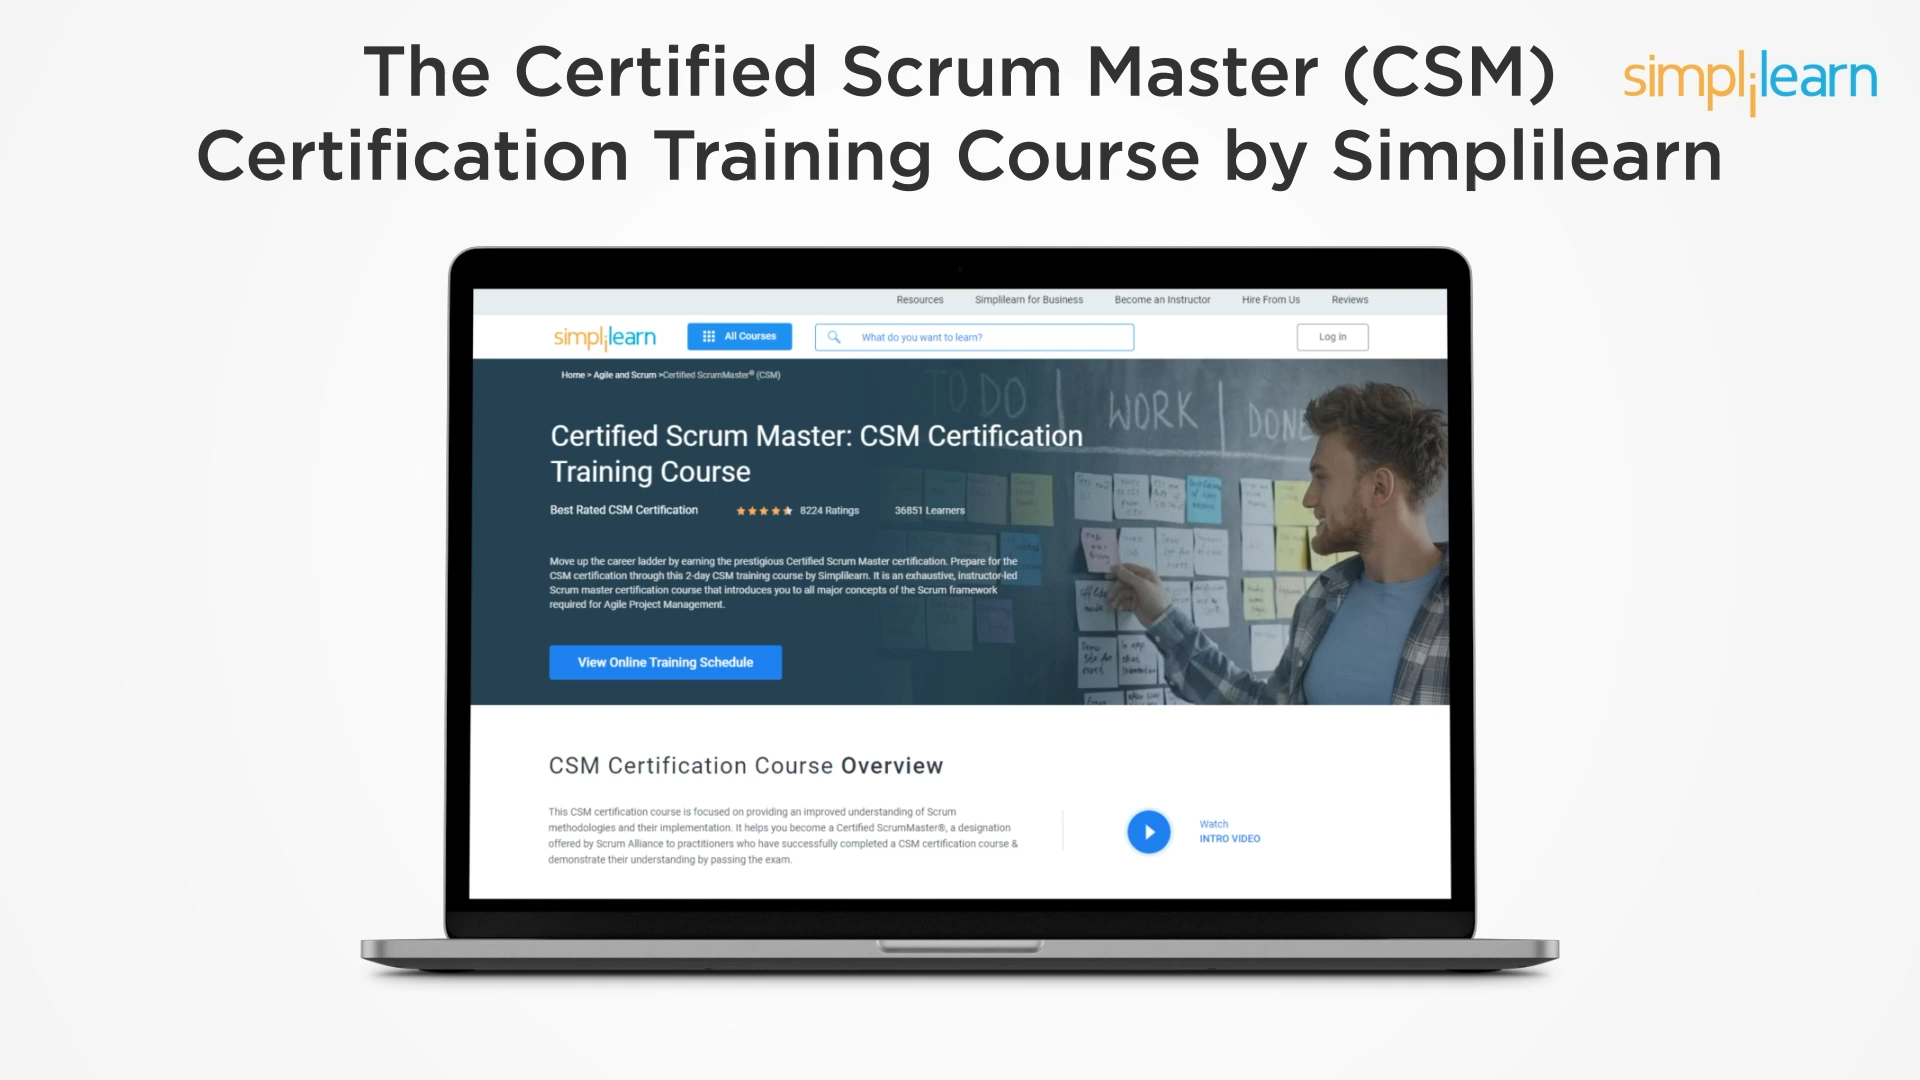 The Certified Scrum Master (CSM)
Certification Training Course by Simplilearn
simplilearn
Resources Simplilearn for Business Become an Instructor Hire From Us Reviews
simplilearn All Courses What do you want to learn? Log in
Home > Agile and Scrum >Certified ScrumMaster® (CSM)
TO DO WORK DONE
Certified Scrum Master: CSM Certification
Training Course
Best Rated CSM Certification 8224 Ratings 36851 Learners
Move up the career ladder by earning the prestigious Certified Scrum Master certification. Prepare for the
CSM certification through this 2-day CSM training course by Simplilearn. It is an exhaustive, instructor-led
Scrum master certification course that introduces you to all major concepts of the Scrum framework
required for Agile Project Management.
View Online Training Schedule
CSM Certification Course Overview
This CSM certification course is focused on providing an improved understanding of Scrum
methodologies and their implementation. It helps you become a Certified ScrumMaster®, a designation
offered by Scrum Alliance to practitioners who have successfully completed a CSM certification course &
demonstrate their understanding by passing the exam.
Watch
INTRO VIDEO